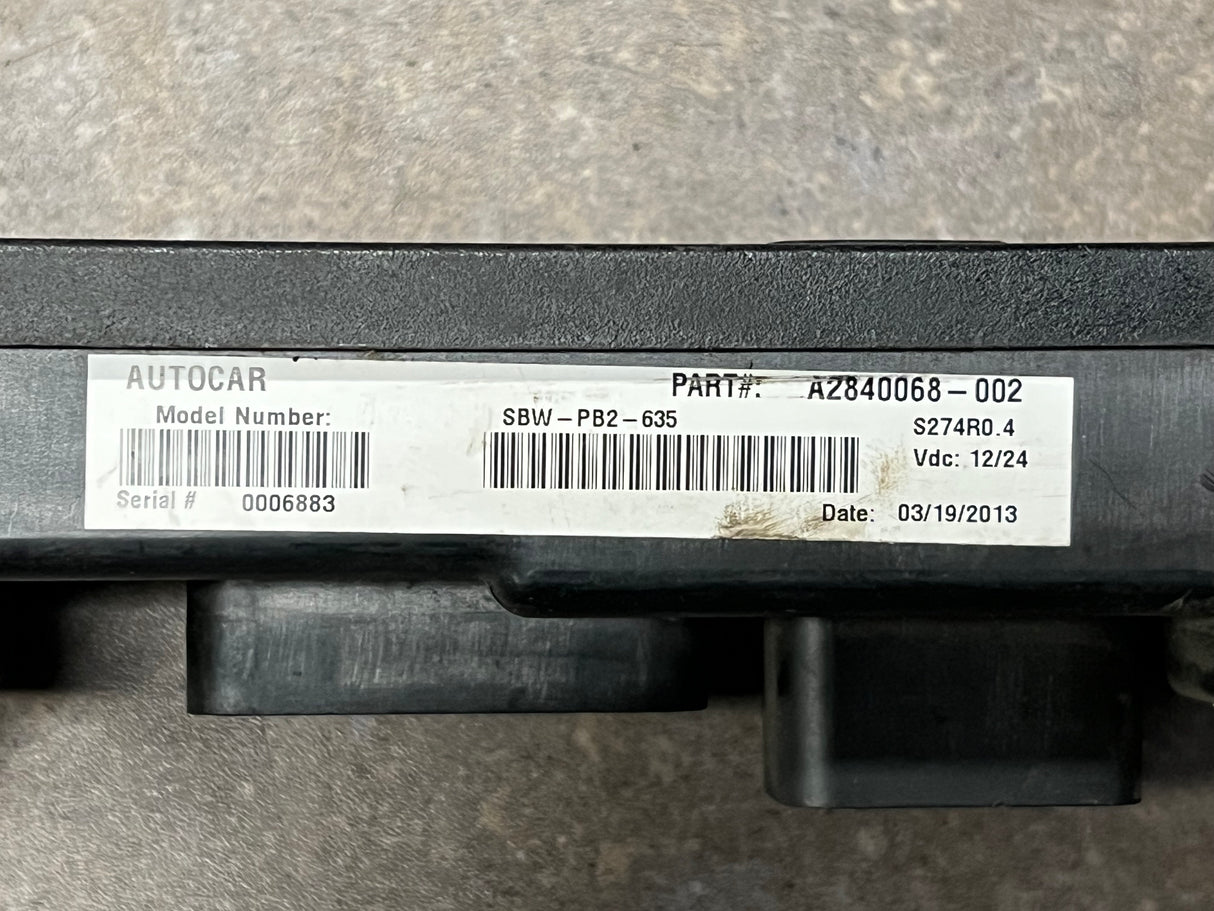 AUTOCAR PART#: A2840068-002
Model Number: SBW-PB2-635 S274R0.4
Vdc: 12/24
Serial # 0006883 Date: 03/19/2013